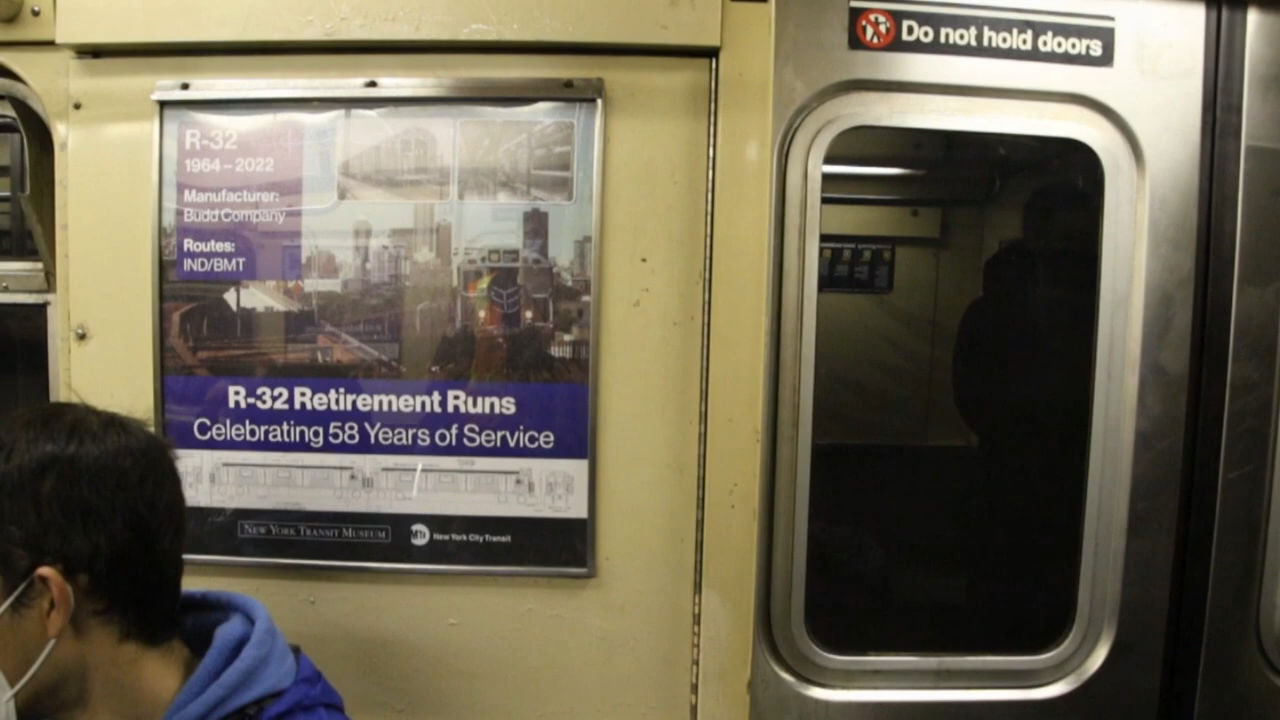 R-32
1964 – 2022
Manufacturer:
Budd Company
Routes:
IND/BMT
R-32 Retirement Runs
Celebrating 58 Years of Service
NEW YORK TRANSIT MUSEUM
MTA New York City Transit
Do not hold doors